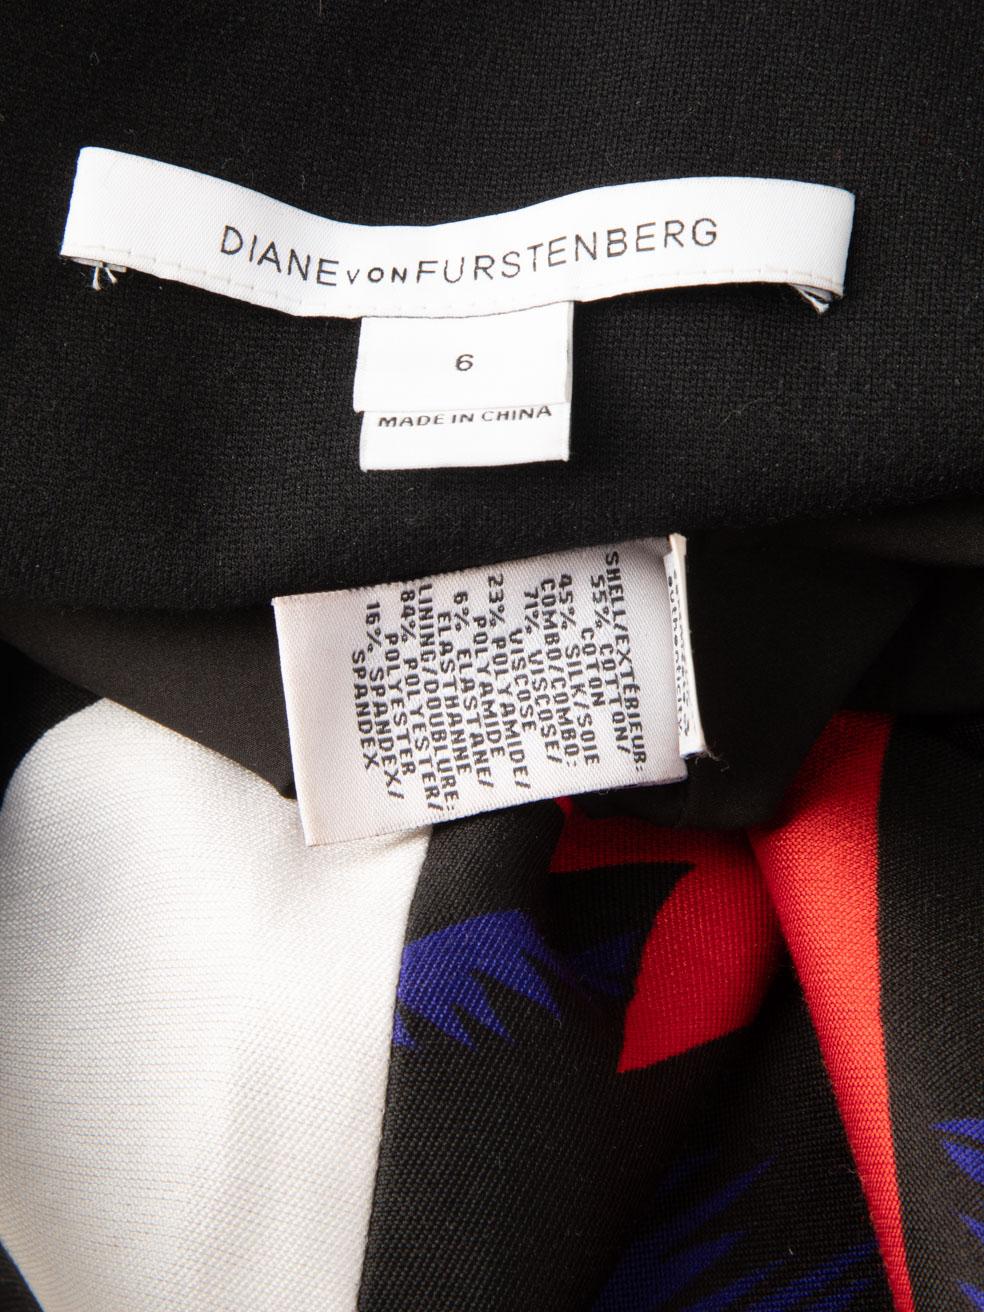 DIANE VON FURSTENBERG
6
MADE IN CHINA
SHELL/EXTÉRIEUR:
55% COTTON/
COTON
45% SILK/SOIE
COMBO/COMBO:
71% VISCOSE/
VISCOSE
23% POLYAMIDE/
POLYAMIDE
6% ELASTANE/
ELASTHANNE
LINING/DOUBLURE:
84% POLYESTER/
POLYESTER
16% SPANDEX/
SPANDEX